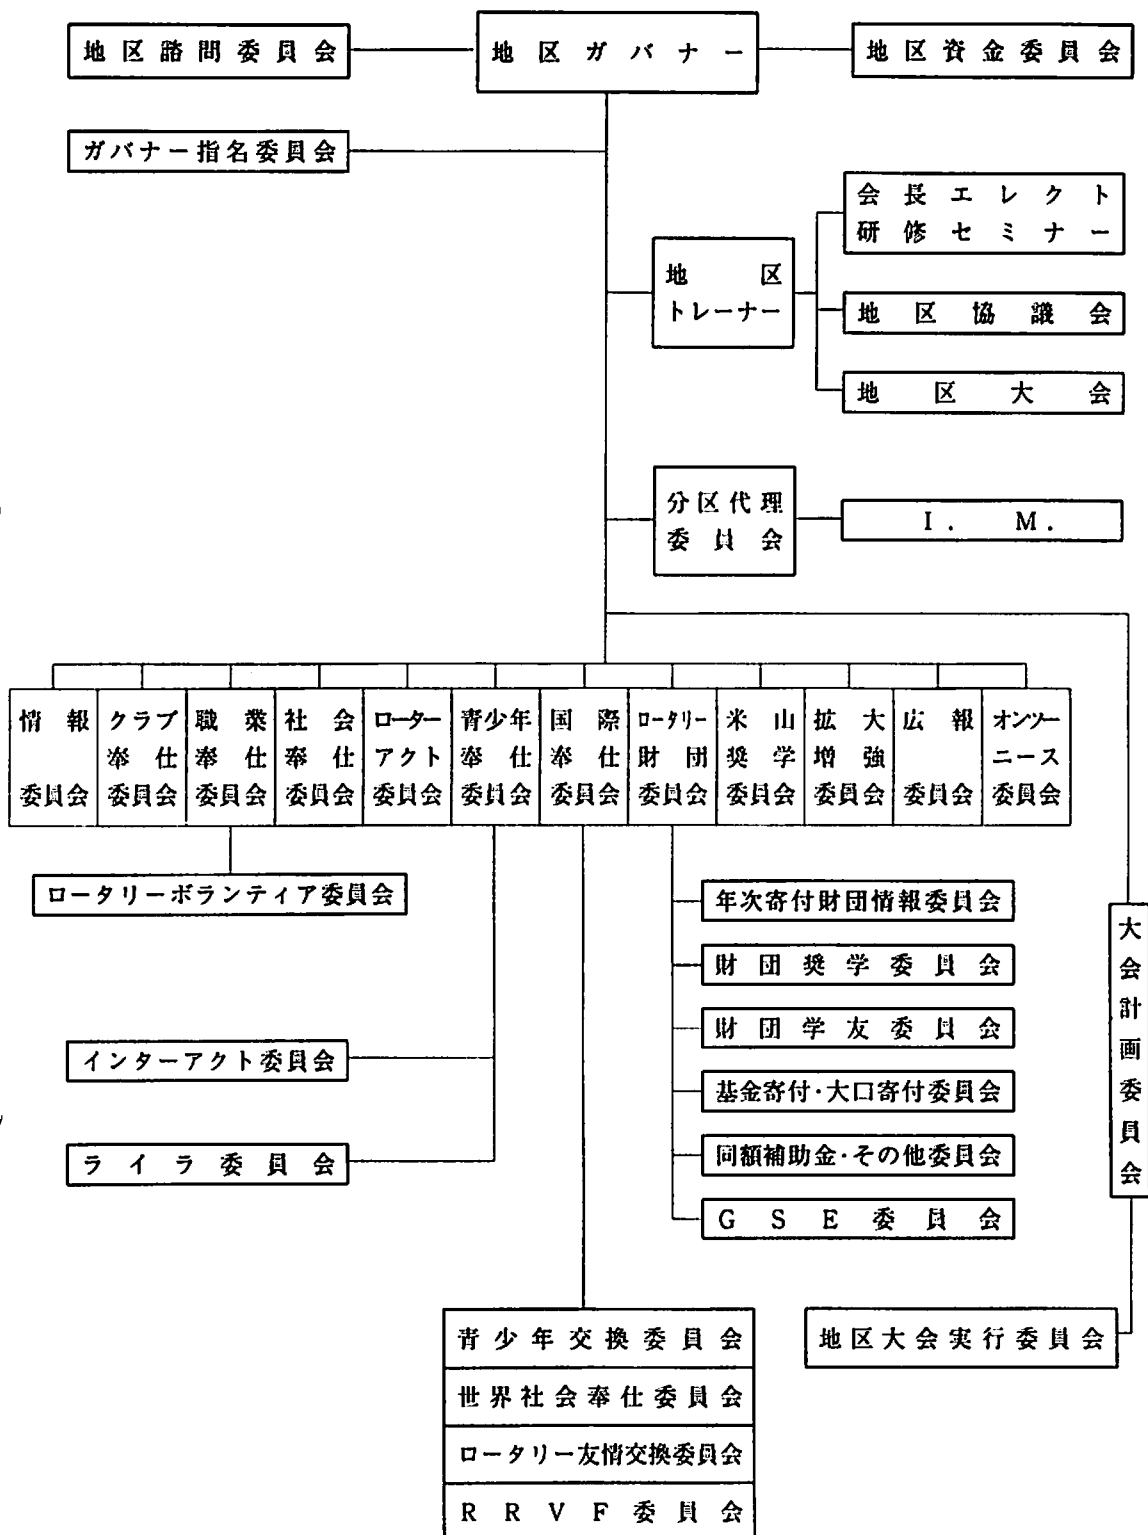 地区諮問委員会
地区ガバナー
地区資金委員会
ガバナー指名委員会
会長エレクト
研修セミナー
地区
トレーナー
地区協議会
地区大会
分区代理
委員会
I. M.
情報
委員会
クラブ
奉仕
委員会
職業
奉仕
委員会
社会
奉仕
委員会
ローター
アクト
委員会
青少年
奉仕
委員会
国際
奉仕
委員会
ロータリー
財団
委員会
米山
奨学
委員会
拡大
増強
委員会
広報
委員会
オンツー
ニース
委員会
ロータリーボランティア委員会
インターアクト委員会
ライラ委員会
年次寄付財団情報委員会
財団奨学委員会
財団学友委員会
基金寄付・大口寄付委員会
同額補助金・その他委員会
GSE委員会
大会計画委員会
地区大会実行委員会
青少年交換委員会
世界社会奉仕委員会
ロータリー友情交換委員会
RRVF委員会